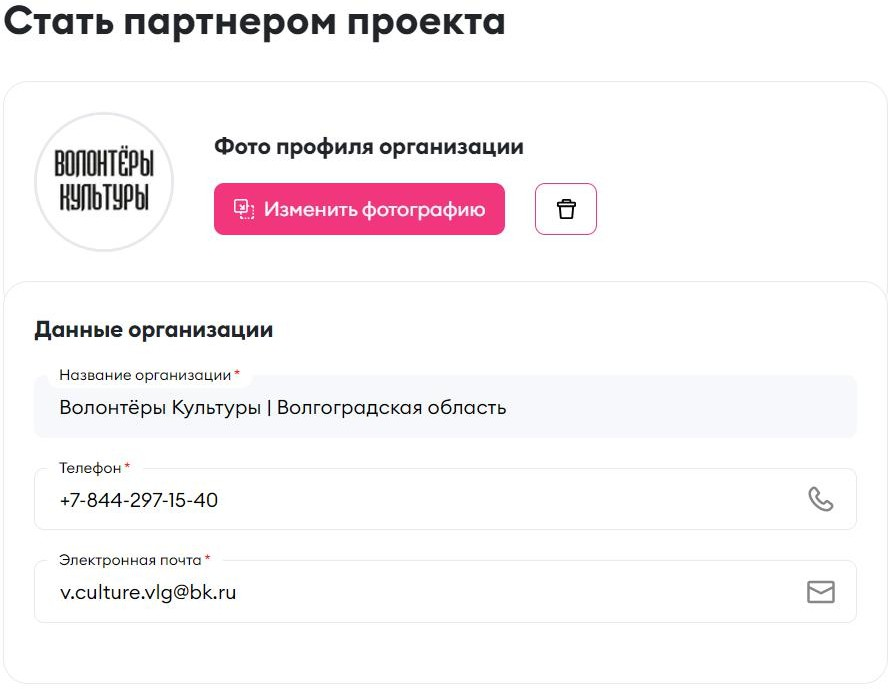 Стать партнером проекта
ВОЛОНТЁРЫ
КУЛЬТУРЫ
Фото профиля организации
Изменить фотографию
Данные организации
Название организации *
Волонтёры Культуры | Волгоградская область
Телефон *
+7-844-297-15-40
Электронная почта *
v.culture.vlg@bk.ru